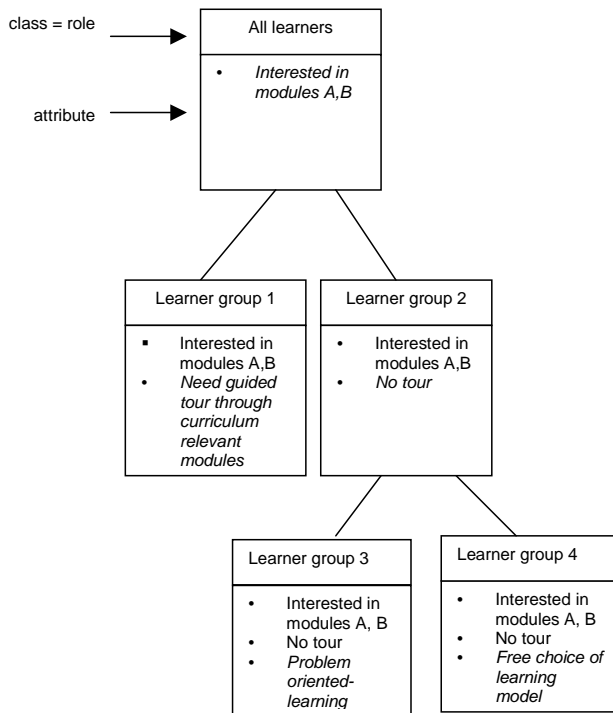 class = role
All learners
• Interested in
modules A,B
attribute
Learner group 1
▪ Interested in
modules A,B
• Need guided
tour through
curriculum
relevant
modules
Learner group 2
• Interested in
modules A,B
• No tour
Learner group 3
• Interested in
modules A, B
• No tour
• Problem
oriented-
learning
Learner group 4
• Interested in
modules A, B
• No tour
• Free choice of
learning
model